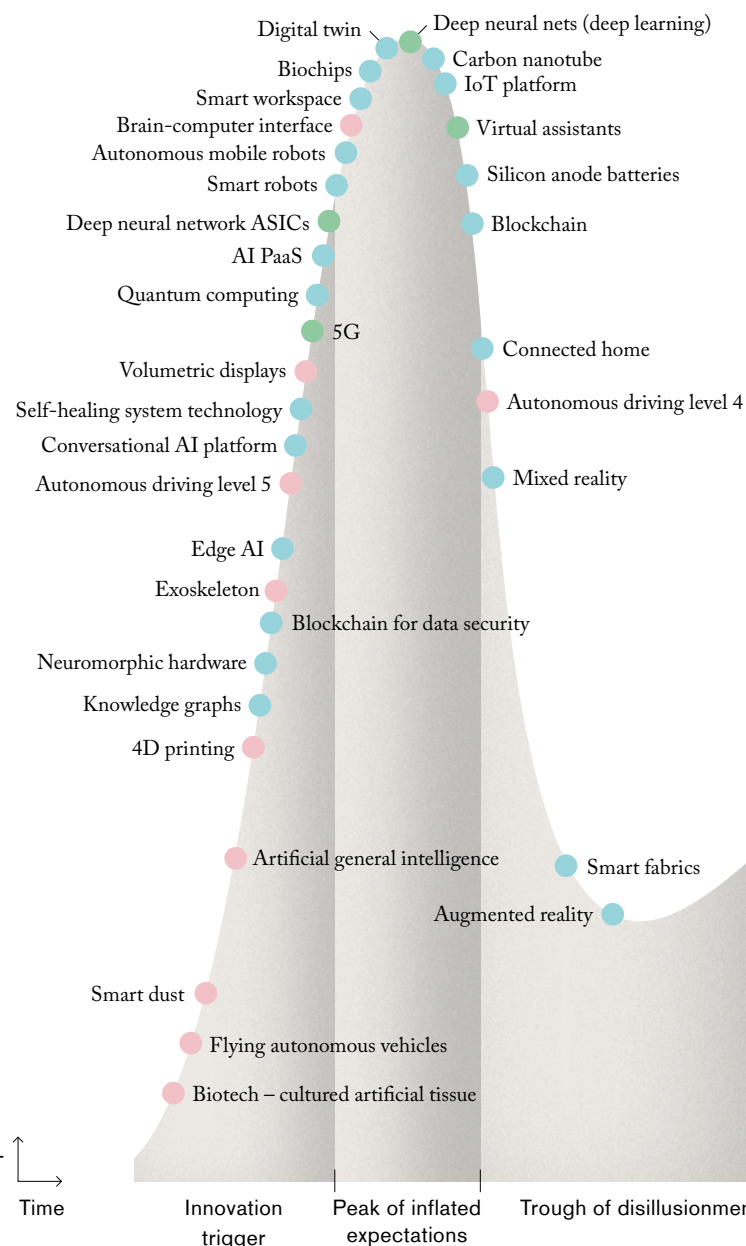 Digital twin
Deep neural nets (deep learning)
Biochips
Carbon nanotube
IoT platform
Smart workspace
Brain-computer interface
Virtual assistants
Autonomous mobile robots
Silicon anode batteries
Smart robots
Deep neural network ASICs
Blockchain
AI PaaS
Quantum computing
5G
Connected home
Volumetric displays
Autonomous driving level 4
Self-healing system technology
Conversational AI platform
Mixed reality
Autonomous driving level 5
Edge AI
Exoskeleton
Blockchain for data security
Neuromorphic hardware
Knowledge graphs
4D printing
Artificial general intelligence
Smart fabrics
Augmented reality
Smart dust
Flying autonomous vehicles
Biotech – cultured artificial tissue
Time
Innovation
trigger
Peak of inflated
expectations
Trough of disillusionmen